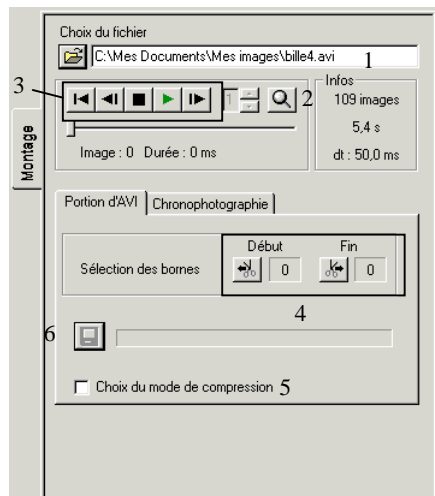 Choix du fichier
C:\Mes Documents\Mes images\bille4.avi 1
3
1 2
Image : 0 Durée : 0 ms
Infos
109 images
5,4 s
dt : 50,0 ms
Montage
Portion d'AVI Chronophotographie
Début Fin
Sélection des bornes 0 0
4
6
Choix du mode de compression 5